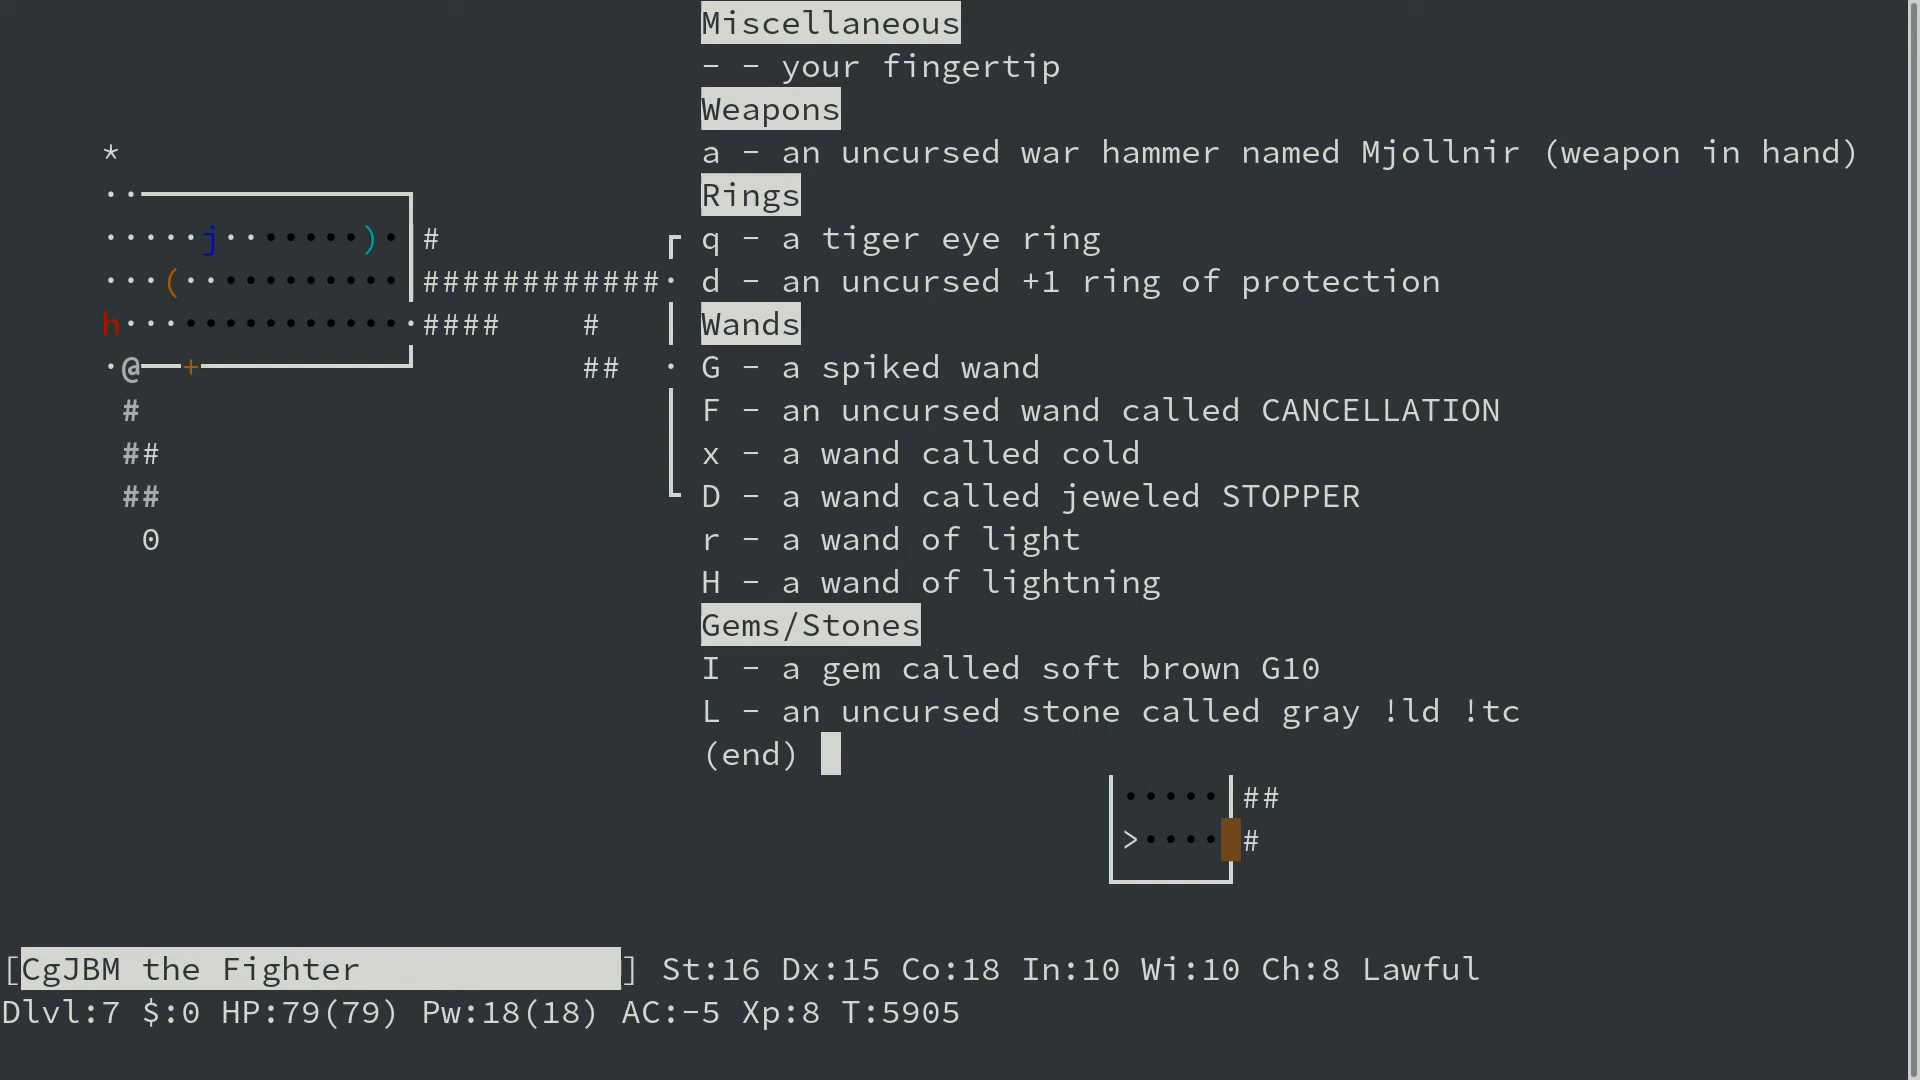 Miscellaneous
- - your fingertip
Weapons
a - an uncursed war hammer named Mjollnir (weapon in hand)
Rings
q - a tiger eye ring
d - an uncursed +1 ring of protection
Wands
G - a spiked wand
F - an uncursed wand called CANCELLATION
x - a wand called cold
D - a wand called jeweled STOPPER
r - a wand of light
H - a wand of lightning
Gems/Stones
I - a gem called soft brown G10
L - an uncursed stone called gray !ld !tc
(end)
[CgJBM the Fighter] St:16 Dx:15 Co:18 In:10 Wi:10 Ch:8 Lawful
Dlvl:7 $:0 HP:79(79) Pw:18(18) AC:-5 Xp:8 T:5905